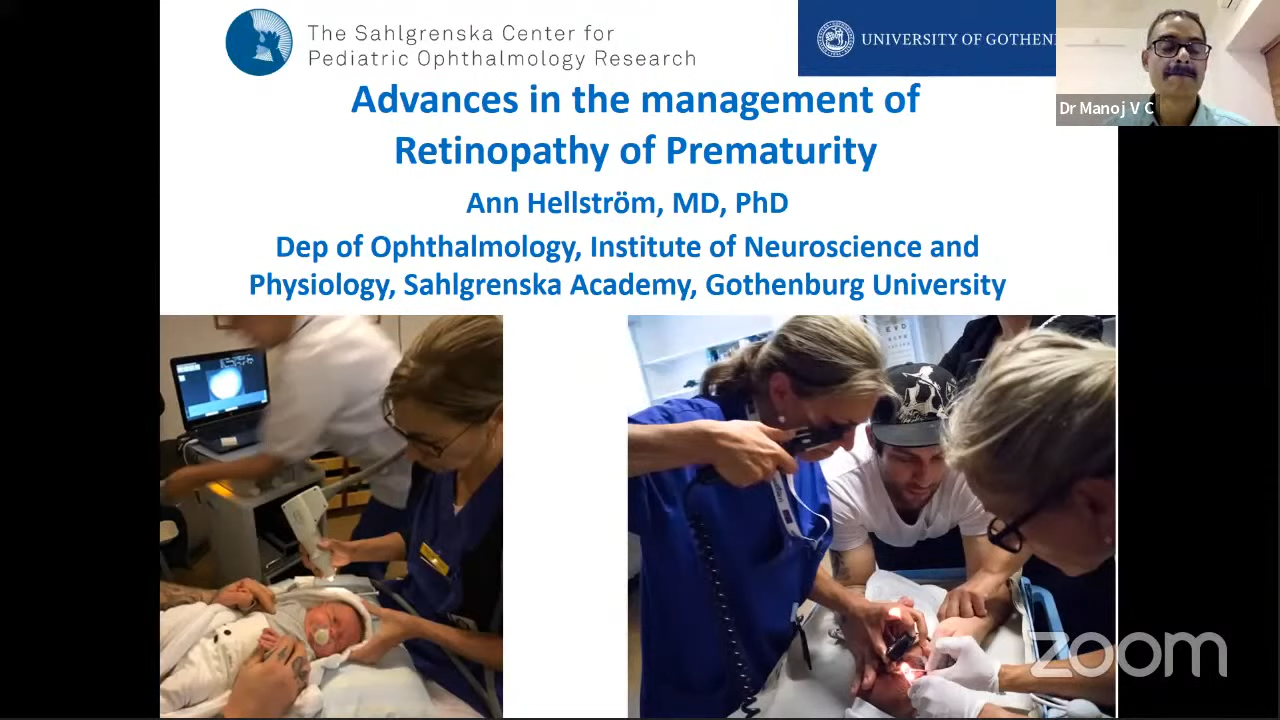 The Sahlgrenska Center for
Pediatric Ophthalmology Research
UNIVERSITY OF GOTHEN
Dr Manoj V C
Advances in the management of
Retinopathy of Prematurity
Ann Hellström, MD, PhD
Dep of Ophthalmology, Institute of Neuroscience and
Physiology, Sahlgrenska Academy, Gothenburg University
zoom